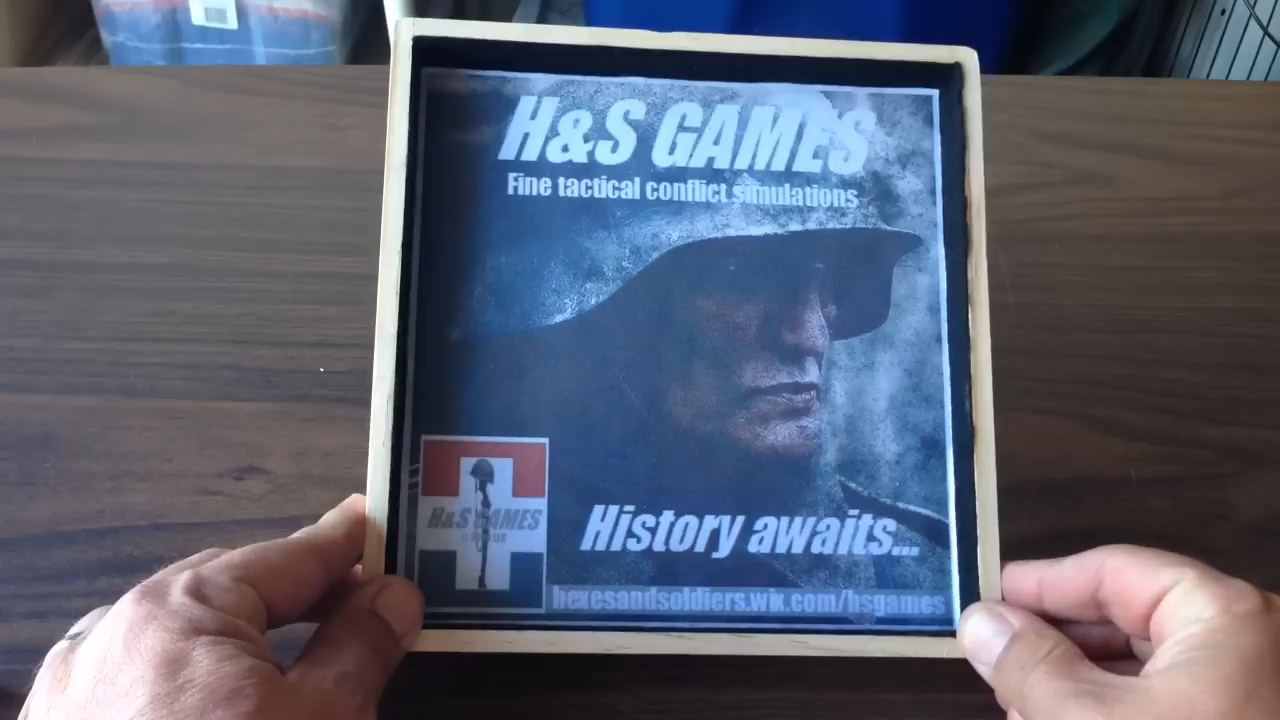 H&S GAMES
Fine tactical conflict simulations
H&S GAMES
History awaits...
hexesandsoldiers.wix.com/hsgames